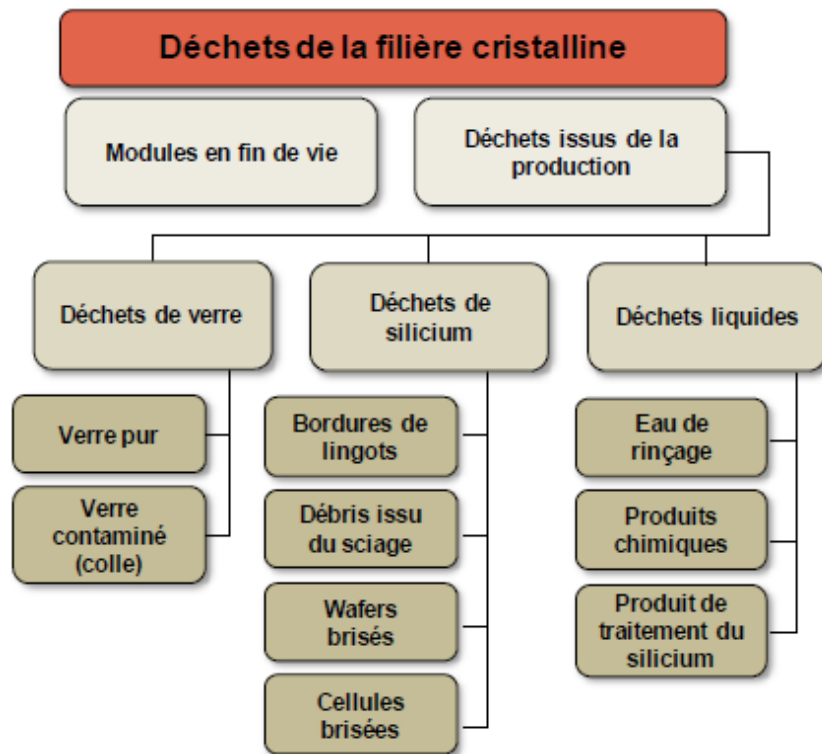 Déchets de la filière cristalline
Modules en fin de vie
Déchets issus de la
production
Déchets de verre
Déchets de
silicium
Déchets liquides
Verre pur
Verre
contaminé
(colle)
Bordures de
lingots
Débris issu
du sciage
Wafers
brisés
Cellules
brisées
Eau de
rinçage
Produits
chimiques
Produit de
traitement du
silicium